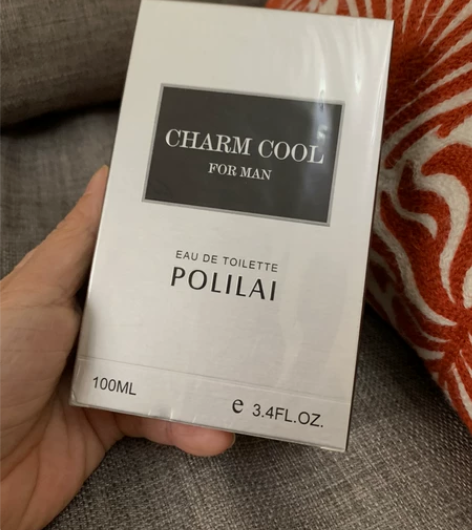 CHARM COOL
FOR MAN
EAU DE TOILETTE
POLILAI
100ML
e 3.4FL.OZ.